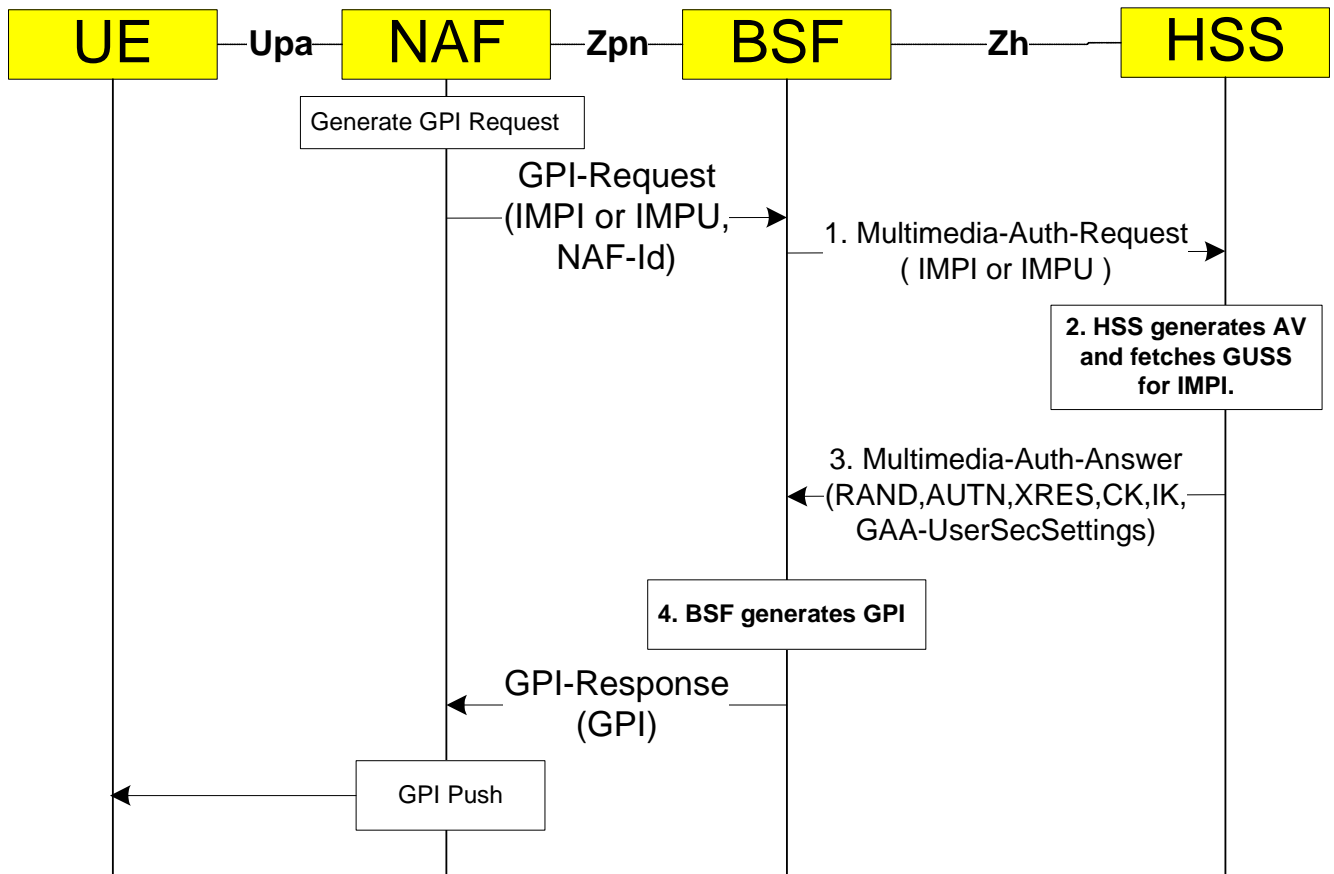 UE Upa NAF Zpn BSF Zh HSS
Generate GPI Request
GPI-Request
(IMPI or IMPU,
NAF-Id)
1. Multimedia-Auth-Request
( IMPI or IMPU )
2. HSS generates AV
and fetches GUSS
for IMPI.
3. Multimedia-Auth-Answer
(RAND,AUTN,XRES,CK,IK,
GAA-UserSecSettings)
4. BSF generates GPI
GPI-Response
(GPI)
GPI Push